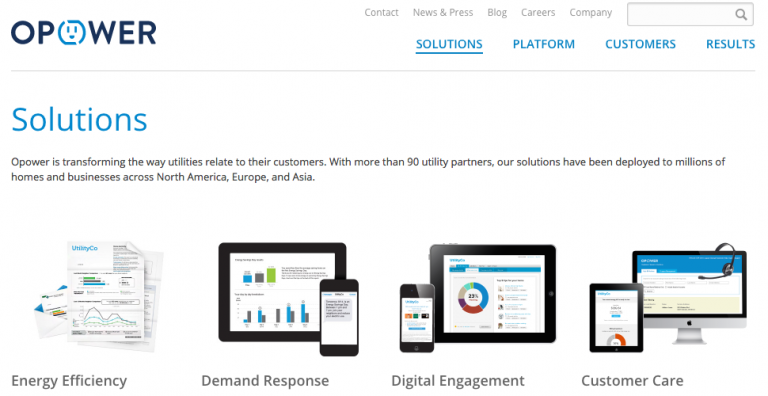 Contact News & Press Blog Careers Company
OPOWER
SOLUTIONS PLATFORM CUSTOMERS RESULTS
Solutions
Opower is transforming the way utilities relate to their customers. With more than 90 utility partners, our solutions have been deployed to millions of
homes and businesses across North America, Europe, and Asia.
UtilityCo
23%
Energy Efficiency Demand Response Digital Engagement Customer Care